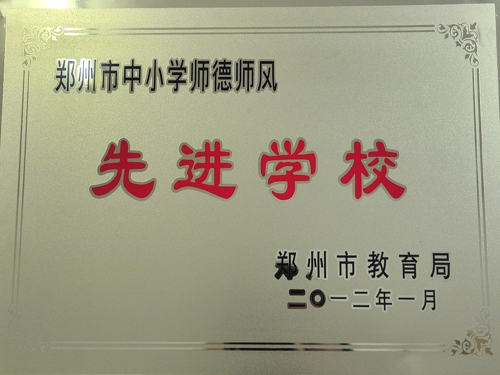 郑州市中小学师德师风
先进学校
郑州市教育局
二〇一二年一月